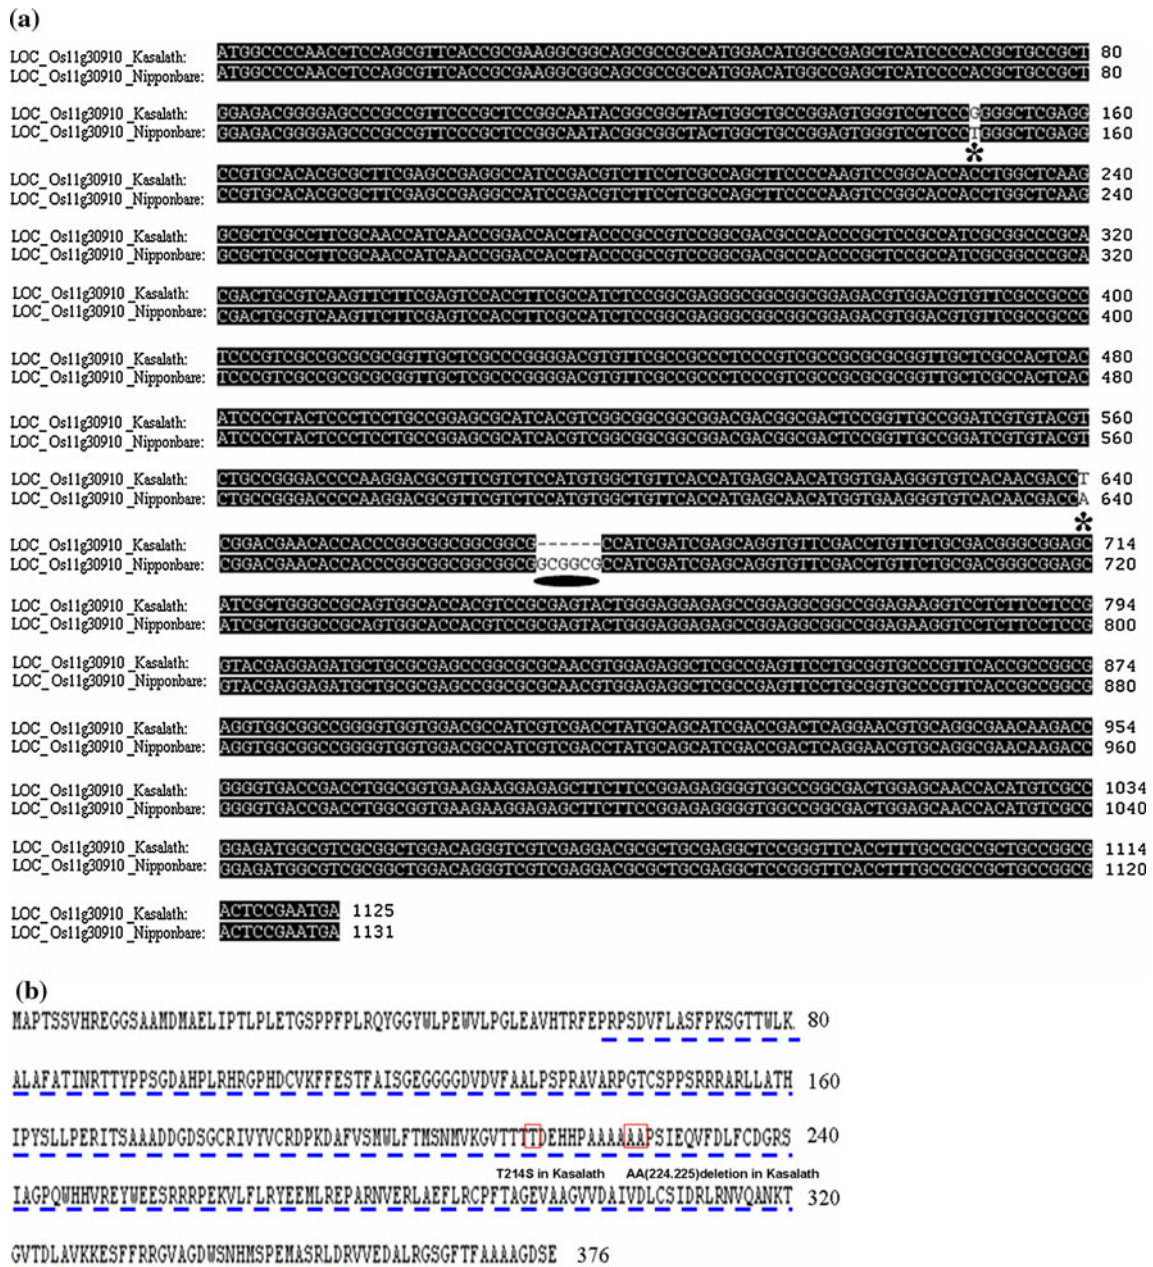 (a)
LOC_Os11g30910_Kasalath: ATGGCCCCAACCTCCAGCGTTCACCGCGAAGGCGGCAGCGCCGCCATGGACATGGCCGAGCTCATCCCCACGCTGCCGCT 80
LOC_Os11g30910_Nipponbare: ATGGCCCCAACCTCCAGCGTTCACCGCGAAGGCGGCAGCGCCGCCATGGACATGGCCGAGCTCATCCCCACGCTGCCGCT 80
LOC_Os11g30910_Kasalath: GGAGACGGGGAGCCCGCCGTTCCCGCTCCGGCAATACGGCGGCTACTGGCTGCCGGAGTGGGTCCTCCCGGGGCTCGAGG 160
LOC_Os11g30910_Nipponbare: GGAGACGGGGAGCCCGCCGTTCCCGCTCCGGCAATACGGCGGCTACTGGCTGCCGGAGTGGGTCCTCCCTGGGCTCGAGG 160
*
LOC_Os11g30910_Kasalath: CCGTGCACACGCGCTTCGAGCCGAGGCCATCCGACGTCTTCCTCGCCAGCTTCCCCAAGTCCGGCACCACCTGGCTCAAG 240
LOC_Os11g30910_Nipponbare: CCGTGCACACGCGCTTCGAGCCGAGGCCATCCGACGTCTTCCTCGCCAGCTTCCCCAAGTCCGGCACCACCTGGCTCAAG 240
LOC_Os11g30910_Kasalath: GCGCTCGCCTTCGCAACCATCAACCGGACCACCTACCCGCCGTCCGGCGACGCCCACCCGCTCCGCCATCGCGGCCCGCA 320
LOC_Os11g30910_Nipponbare: GCGCTCGCCTTCGCAACCATCAACCGGACCACCTACCCGCCGTCCGGCGACGCCCACCCGCTCCGCCATCGCGGCCCGCA 320
LOC_Os11g30910_Kasalath: CGACTGCGTCAAGTTCTTCGAGTCCACCTTCGCCATCTCCGGCGAGGGCGGCGGCGGAGACGTGGACGTGTTCGCCGCCC 400
LOC_Os11g30910_Nipponbare: CGACTGCGTCAAGTTCTTCGAGTCCACCTTCGCCATCTCCGGCGAGGGCGGCGGCGGAGACGTGGACGTGTTCGCCGCCC 400
LOC_Os11g30910_Kasalath: TCCCGTCGCCGCGCGCGGTTGCTCGCCCGGGGACGTGTTCGCCGCCCTCCCGTCGCCGCGCGCGGTTGCTCGCCACTCAC 480
LOC_Os11g30910_Nipponbare: TCCCGTCGCCGCGCGCGGTTGCTCGCCCGGGGACGTGTTCGCCGCCCTCCCGTCGCCGCGCGCGGTTGCTCGCCACTCAC 480
LOC_Os11g30910_Kasalath: ATCCCCTACTCCCTCCTGCCGGAGCGCATCACGTCGGCGGCGGCGGACGACGGCGACTCCGGTTGCCGGATCGTGTACGT 560
LOC_Os11g30910_Nipponbare: ATCCCCTACTCCCTCCTGCCGGAGCGCATCACGTCGGCGGCGGCGGACGACGGCGACTCCGGTTGCCGGATCGTGTACGT 560
LOC_Os11g30910_Kasalath: CTGCCGGGACCCCAAGGACGCGTTCGTCTCCATGTGGCTGTTCACCATGAGCAACATGGTGAAGGGTGTCACAACGACCT 640
LOC_Os11g30910_Nipponbare: CTGCCGGGACCCCAAGGACGCGTTCGTCTCCATGTGGCTGTTCACCATGAGCAACATGGTGAAGGGTGTCACAACGACCA 640
*
LOC_Os11g30910_Kasalath: CGGACGAACACCACCCGGCGGCGGCGGCG------CCATCGATCGAGCAGGTGTTCGACCTGTTCTGCGACGGGCGGAGC 714
LOC_Os11g30910_Nipponbare: CGGACGAACACCACCCGGCGGCGGCGGCGGCGGCGCCATCGATCGAGCAGGTGTTCGACCTGTTCTGCGACGGGCGGAGC 720
LOC_Os11g30910_Kasalath: ATCGCTGGGCCGCAGTGGCACCACGTCCGCGAGTACTGGGAGGAGAGCCGGAGGCGGCCGGAGAAGGTCCTCTTCCTCCG 794
LOC_Os11g30910_Nipponbare: ATCGCTGGGCCGCAGTGGCACCACGTCCGCGAGTACTGGGAGGAGAGCCGGAGGCGGCCGGAGAAGGTCCTCTTCCTCCG 800
LOC_Os11g30910_Kasalath: GTACGAGGAGATGCTGCGCGAGCCGGCGCGCAACGTGGAGAGGCTCGCCGAGTTCCTGCGGTGCCCGTTCACCGCCGGCG 874
LOC_Os11g30910_Nipponbare: GTACGAGGAGATGCTGCGCGAGCCGGCGCGCAACGTGGAGAGGCTCGCCGAGTTCCTGCGGTGCCCGTTCACCGCCGGCG 880
LOC_Os11g30910_Kasalath: AGGTGGCGGCCGGGGTGGTGGACGCCATCGTCGACCTATGCAGCATCGACCGACTCAGGAACGTGCAGGCGAACAAGACC 954
LOC_Os11g30910_Nipponbare: AGGTGGCGGCCGGGGTGGTGGACGCCATCGTCGACCTATGCAGCATCGACCGACTCAGGAACGTGCAGGCGAACAAGACC 960
LOC_Os11g30910_Kasalath: GGGGTGACCGACCTGGCGGTGAAGAAGGAGAGCTTCTTCCGGAGAGGGGTGGCCGGCGACTGGAGCAACCACATGTCGCC 1034
LOC_Os11g30910_Nipponbare: GGGGTGACCGACCTGGCGGTGAAGAAGGAGAGCTTCTTCCGGAGAGGGGTGGCCGGCGACTGGAGCAACCACATGTCGCC 1040
LOC_Os11g30910_Kasalath: GGAGATGGCGTCGCGGCTGGACAGGGTCGTCGAGGACGCGCTGCGAGGCTCCGGGTTCACCTTTGCCGCCGCTGCCGGCG 1114
LOC_Os11g30910_Nipponbare: GGAGATGGCGTCGCGGCTGGACAGGGTCGTCGAGGACGCGCTGCGAGGCTCCGGGTTCACCTTTGCCGCCGCTGCCGGCG 1120
LOC_Os11g30910_Kasalath: ACTCCGAATGA 1125
LOC_Os11g30910_Nipponbare: ACTCCGAATGA 1131
(b)
MAPTSSVHREGGSAAMDMAELIPTLPLETGSPPFPLRQYGGYWLPEWVLPGLEAVHTRFEPRPSDVFLASFPKSGTTWLK 80
ALAFATINRTTYPPSGDAHPLRHRGPHDCVKFFESTFAISGEGGGGDVDVFAALPSPRAVARPGTCSPPSRRRARLLATH 160
IPYSLLPERITSAAADDGDSGCRIVYVCRDPKDAFVSMWLFTMSNMVKGVTTTTDEHHPAAAAAAPSIEQVFDLFCDGRS 240
T214S in Kasalath AA(224.225)deletion in Kasalath
IAGPQWHHVREYWEESRRRPEKVLFLRYEEMLREPARNVERLAEFLRCPFTAGEVAAGVVDAIVDLCSIDRLRNVQANKT 320
GVTDLAVKKESFFRRGVAGDWSNHMSPEMASRLDRVVEDALRGSGFTFAAAAGDSE 376